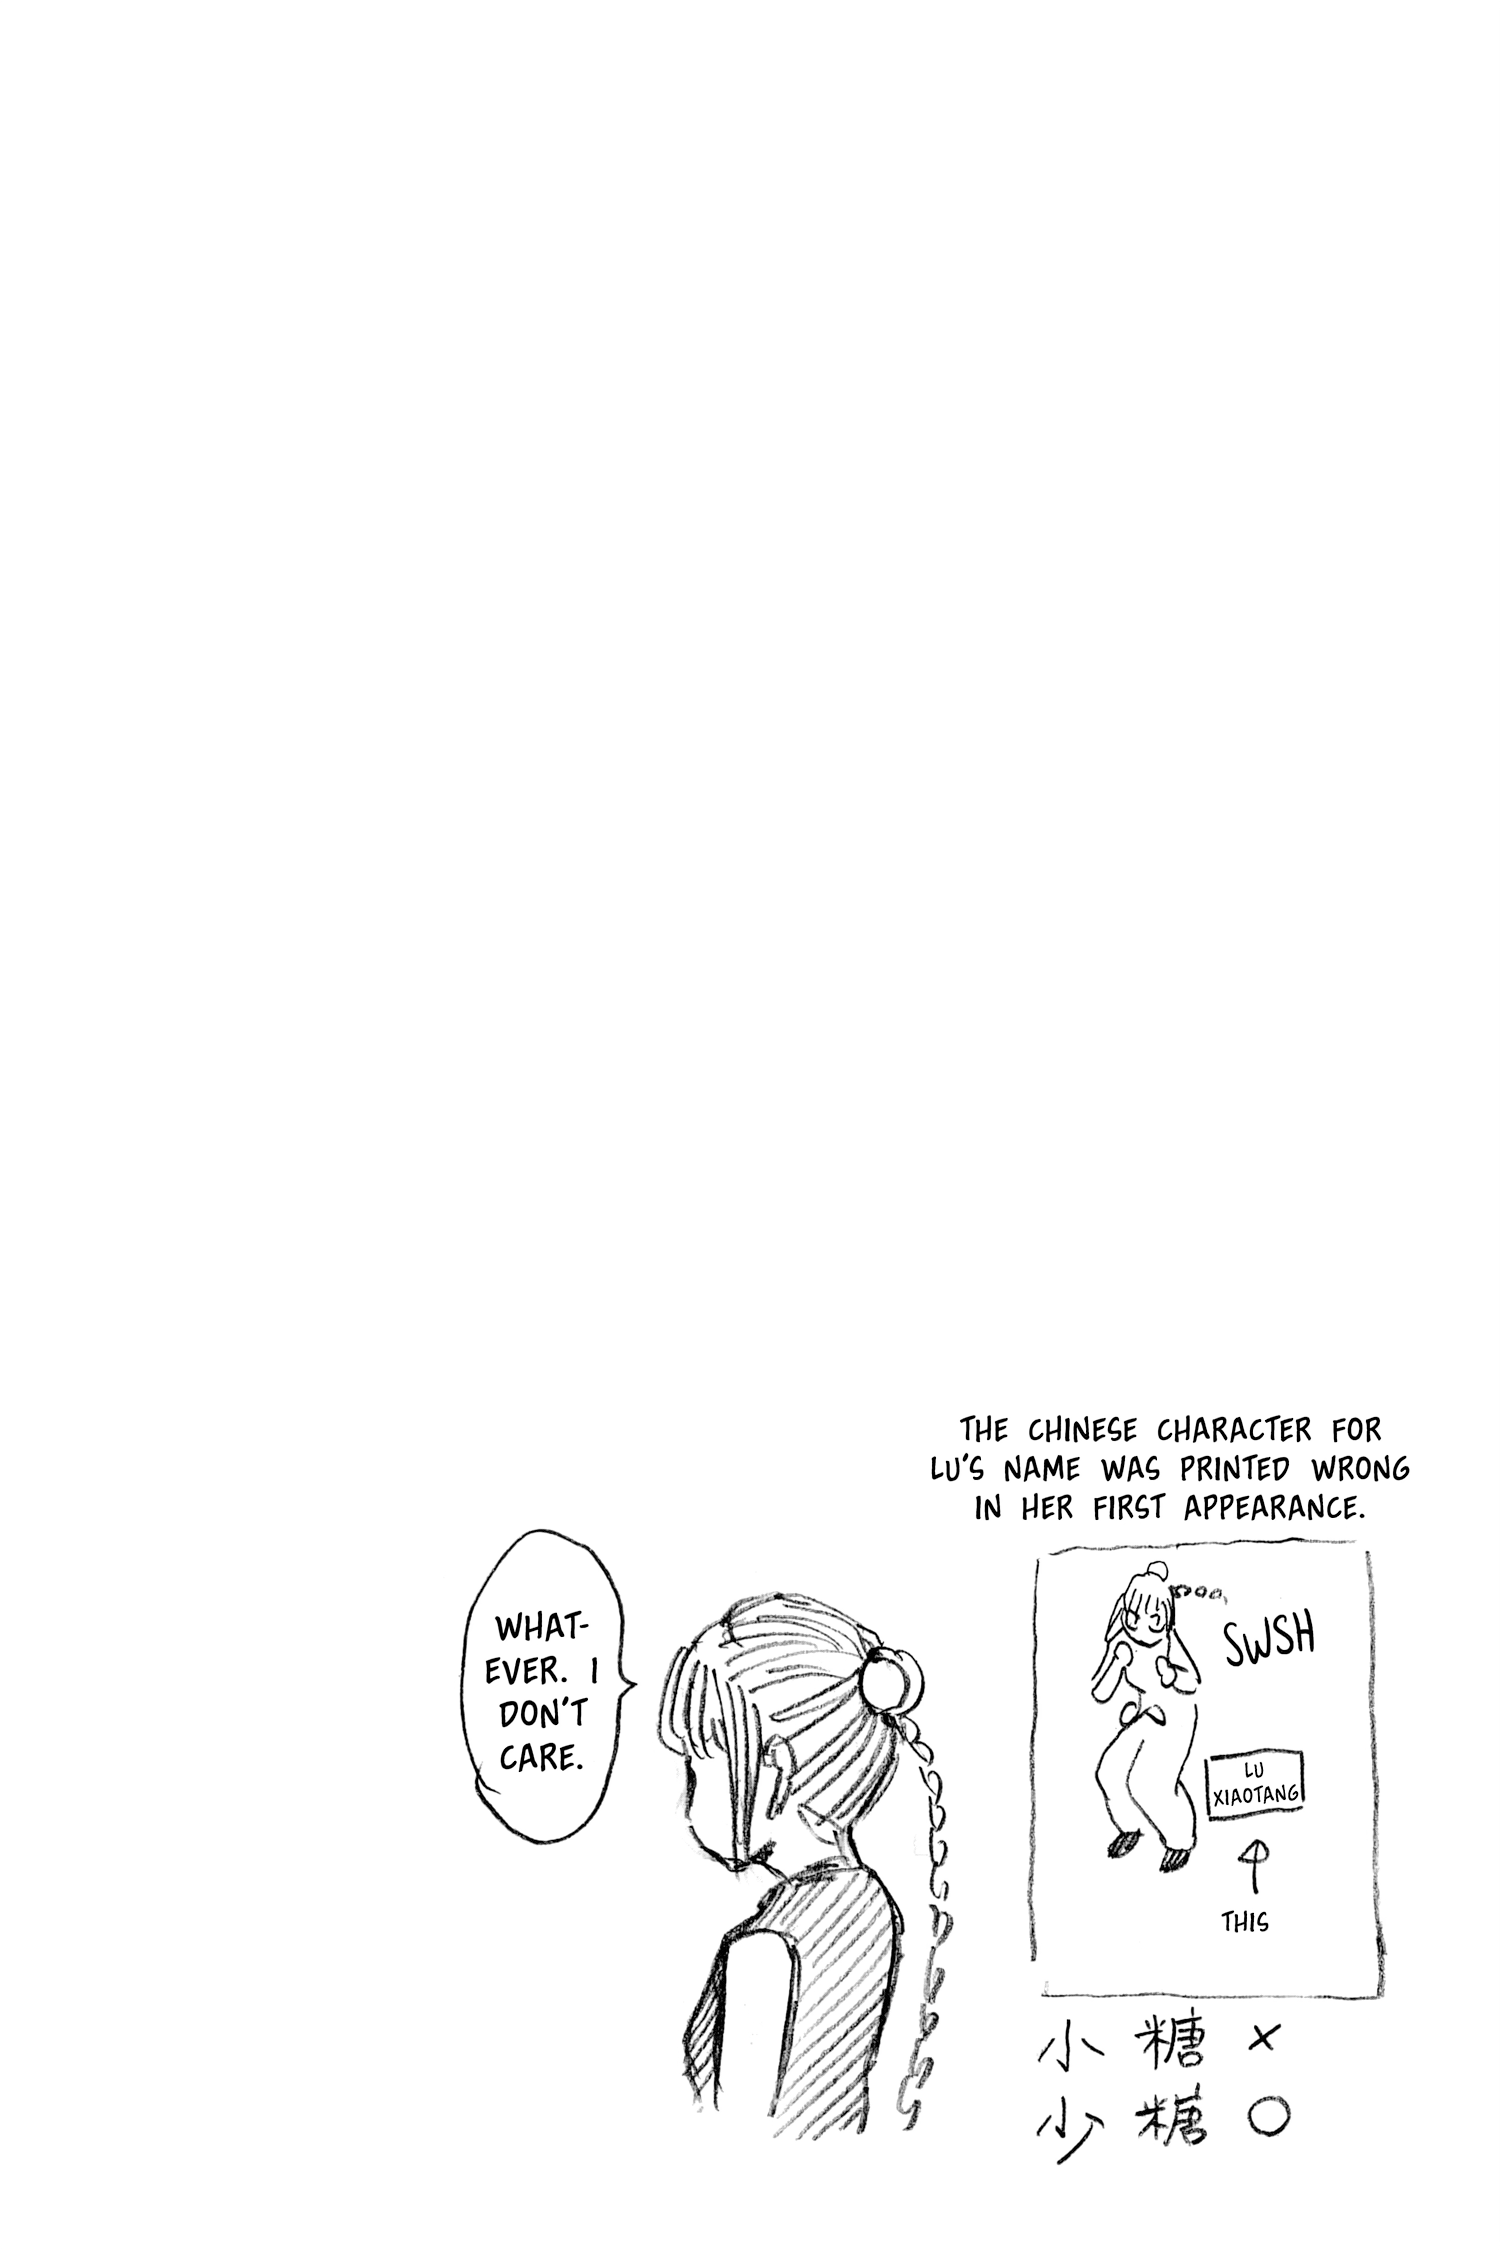 THE CHINESE CHARACTER FOR
LU'S NAME WAS PRINTED WRONG
IN HER FIRST APPEARANCE.
SWSH
LU
XIAOTANG
THIS
小糖 ×
少糖 ○
WHAT-
EVER. I
DON'T
CARE.